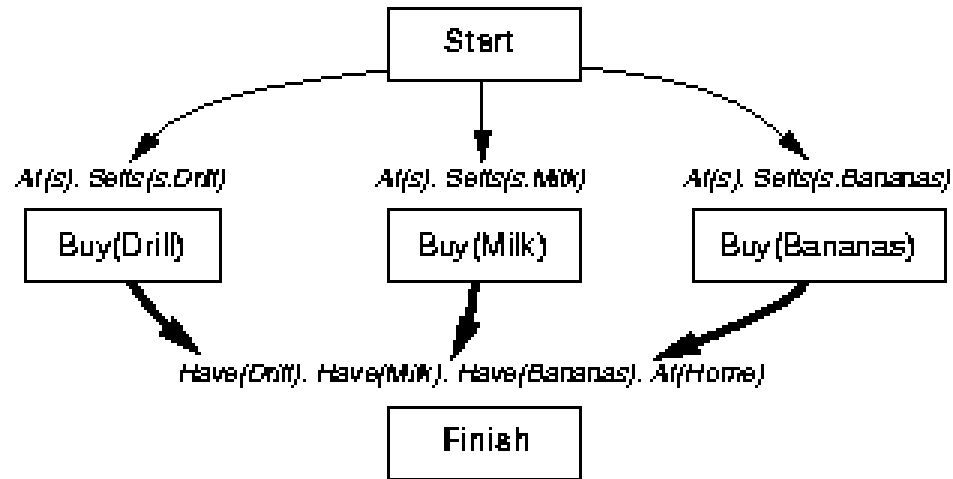 Start
At(s). Sells(s.Drill) At(s). Sells(s.Milk) At(s). Sells(s.Bananas)
Buy(Drill) Buy(Milk) Buy(Bananas)
Have(Drill). Have(Milk). Have(Bananas). At(Home)
Finish